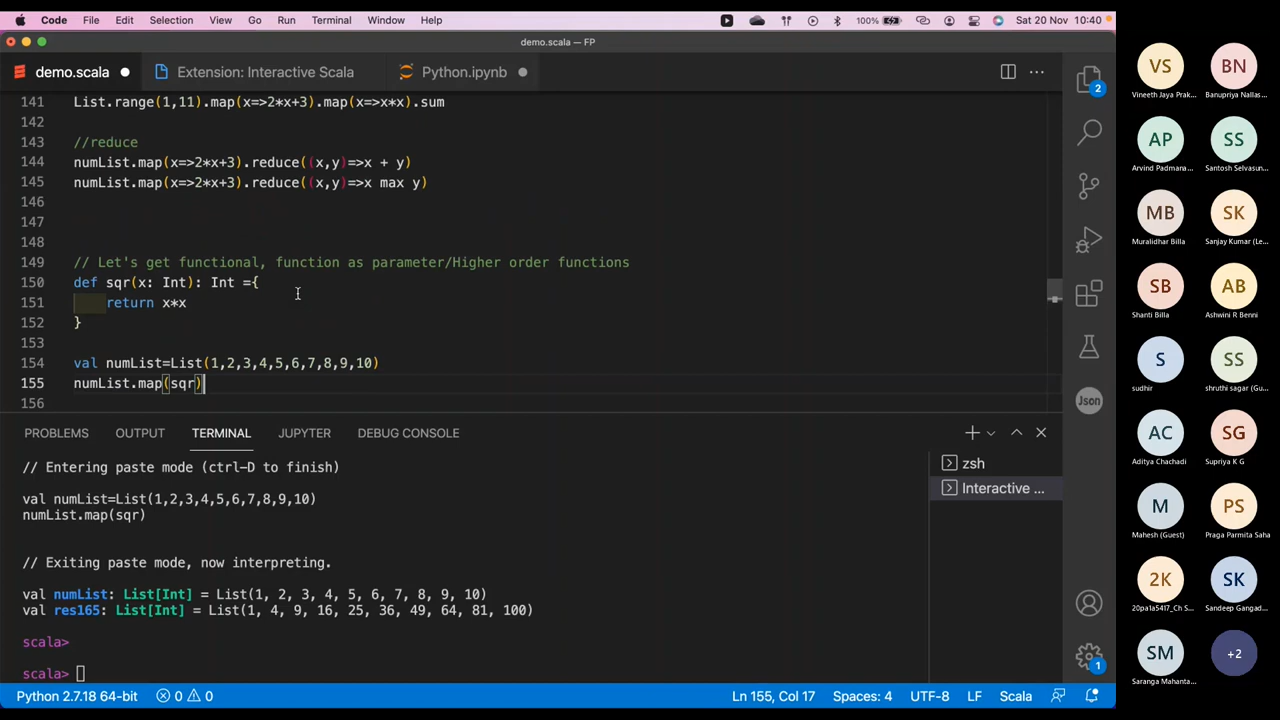 Code File Edit Selection View Go Run Terminal Window Help 100% Sat 20 Nov 10:40
demo.scala — FP
demo.scala Extension: Interactive Scala Python.ipynb
141 List.range(1,11).map(x=>2*x+3).map(x=>x*x).sum
142
143 //reduce
144 numList.map(x=>2*x+3).reduce((x,y)=>x + y)
145 numList.map(x=>2*x+3).reduce((x,y)=>x max y)
146
147
148
149 // Let's get functional, function as parameter/Higher order functions
150 def sqr(x: Int): Int ={
151 return x*x
152 }
153
154 val numList=List(1,2,3,4,5,6,7,8,9,10)
155 numList.map(sqr)
156
PROBLEMS OUTPUT TERMINAL JUPYTER DEBUG CONSOLE
// Entering paste mode (ctrl-D to finish)
val numList=List(1,2,3,4,5,6,7,8,9,10)
numList.map(sqr)
// Exiting paste mode, now interpreting.
val numList: List[Int] = List(1, 2, 3, 4, 5, 6, 7, 8, 9, 10)
val res165: List[Int] = List(1, 4, 9, 16, 25, 36, 49, 64, 81, 100)
scala>
scala>
zsh
Interactive ...
2
Json
1
Python 2.7.18 64-bit 0 0 Ln 155, Col 17 Spaces: 4 UTF-8 LF Scala
VS BN
Vineeth Jaya Prak... Banupriya Nallas...
AP SS
Arvind Padmana... Santosh Selvasun...
MB SK
Muralidhar Billa Sanjay Kumar (Le...
SB AB
Shanti Billa Ashwini R Benni
S SS
sudhir shruthi sagar (Gu...
AC SG
Aditya Chachadi Supriya K G
M PS
Mahesh (Guest) Praga Parmita Saha
2K SK
20pa1a5417_Ch S... Sandeep Gangad...
SM +2
Saranga Mahanta...